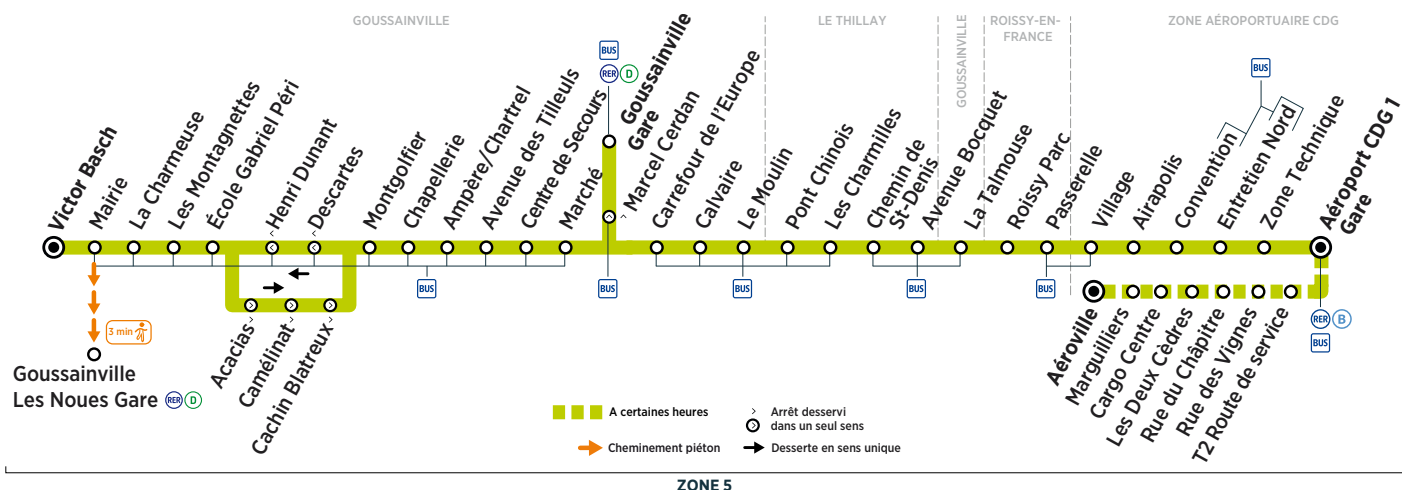 GOUSSAINVILLE
LE THILLAY
GOUSSAINVILLE
ROISSY-EN-
FRANCE
ZONE AÉROPORTUAIRE CDG
Victor Basch
Mairie
La Charmeuse
Les Montagnettes
École Gabriel Péri
Henri Dunant
Descartes
Montgolfier
Chapellerie
Ampère/Chartrel
Avenue des Tilleuls
Centre de Secours
Marché
BUS
RER D
Goussainville
Gare
Marcel Cerdan
Carrefour de l'Europe
Calvaire
Le Moulin
Pont Chinois
Les Charmilles
Chemin de
St-Denis
Avenue Bocquet
La Talmouse
Roissy Parc
Passerelle
Village
Airapolis
Convention
Entretien Nord
BUS
Zone Technique
Aéroport CDG 1
Gare
BUS
BUS
BUS
BUS
BUS
RER B
BUS
Acacias
Camélinat
Cachin Blatreux
3 min
Goussainville
Les Noues Gare RER D
Aéroville
Marguilliers
Cargo Centre
Les Deux Cèdres
Rue du Châpitre
Rue des Vignes
T2 Route de service
A certaines heures
Arrêt desservi
dans un seul sens
Cheminement piéton
Desserte en sens unique
ZONE 5